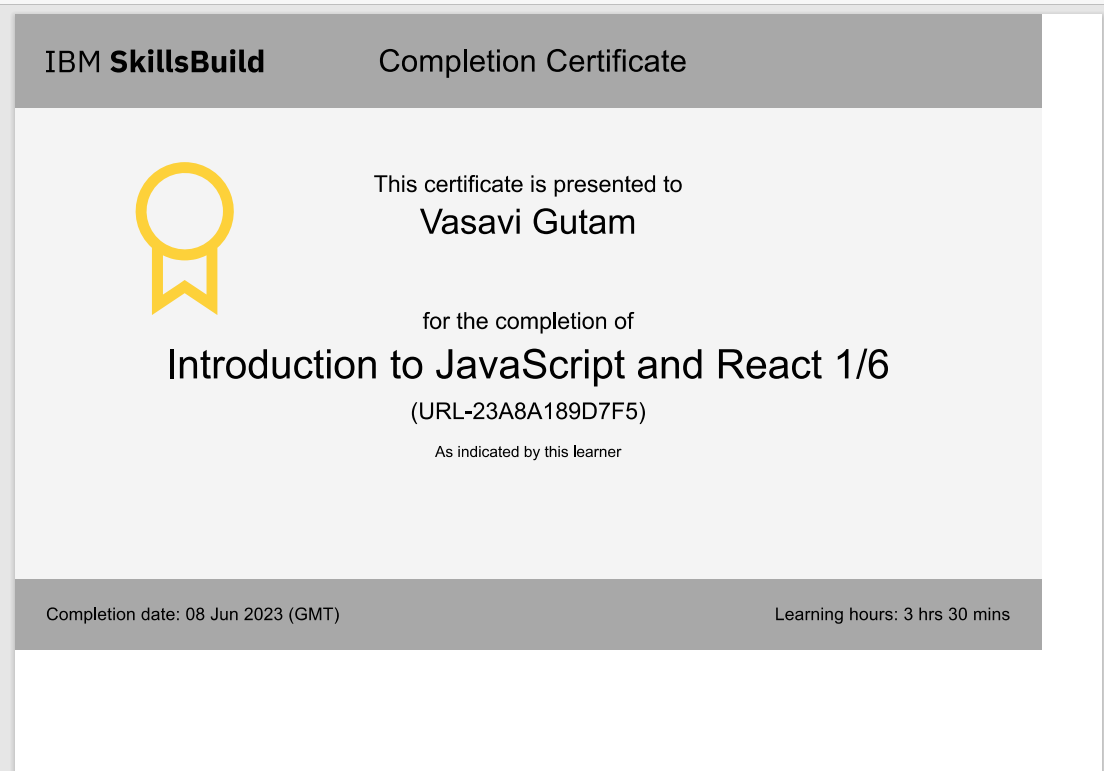 IBM SkillsBuild
Completion Certificate
This certificate is presented to
Vasavi Gutam
for the completion of
Introduction to JavaScript and React 1/6
(URL-23A8A189D7F5)
As indicated by this learner
Completion date: 08 Jun 2023 (GMT)
Learning hours: 3 hrs 30 mins